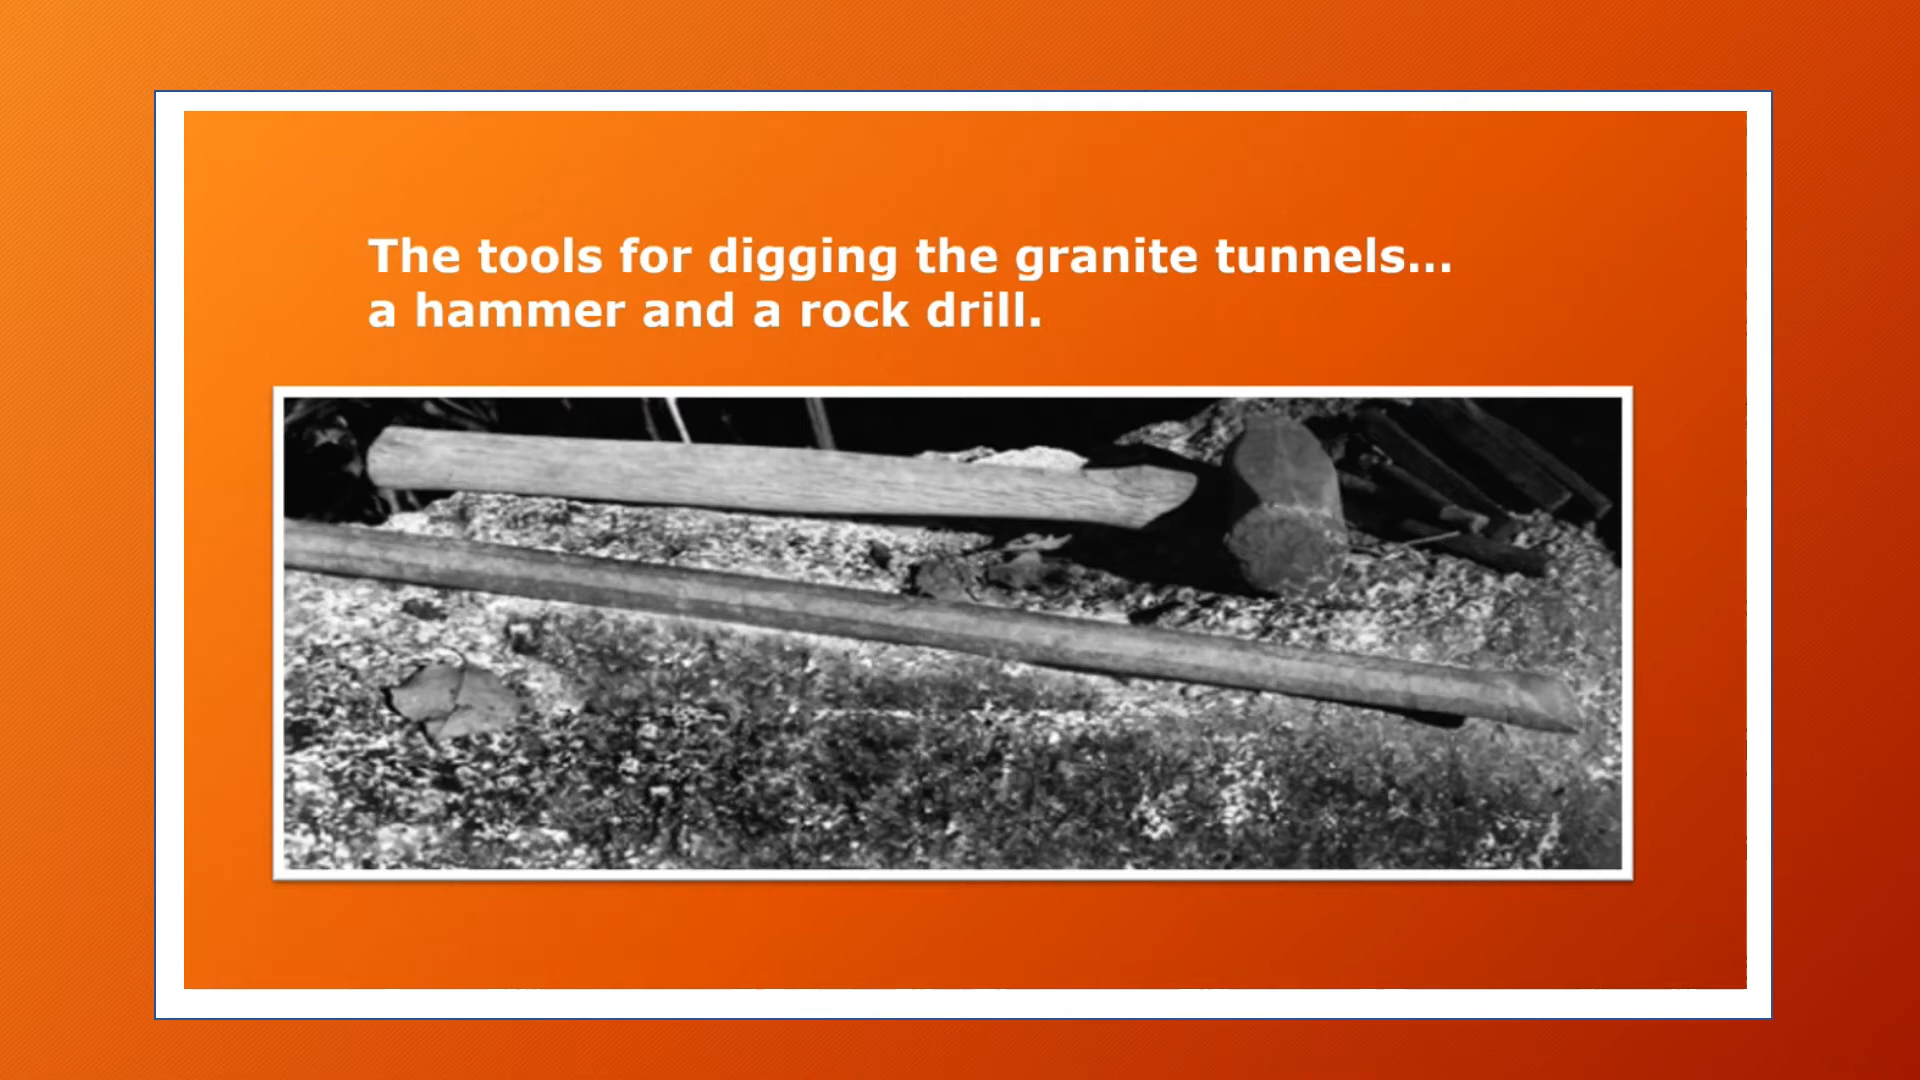 The tools for digging the granite tunnels...
a hammer and a rock drill.